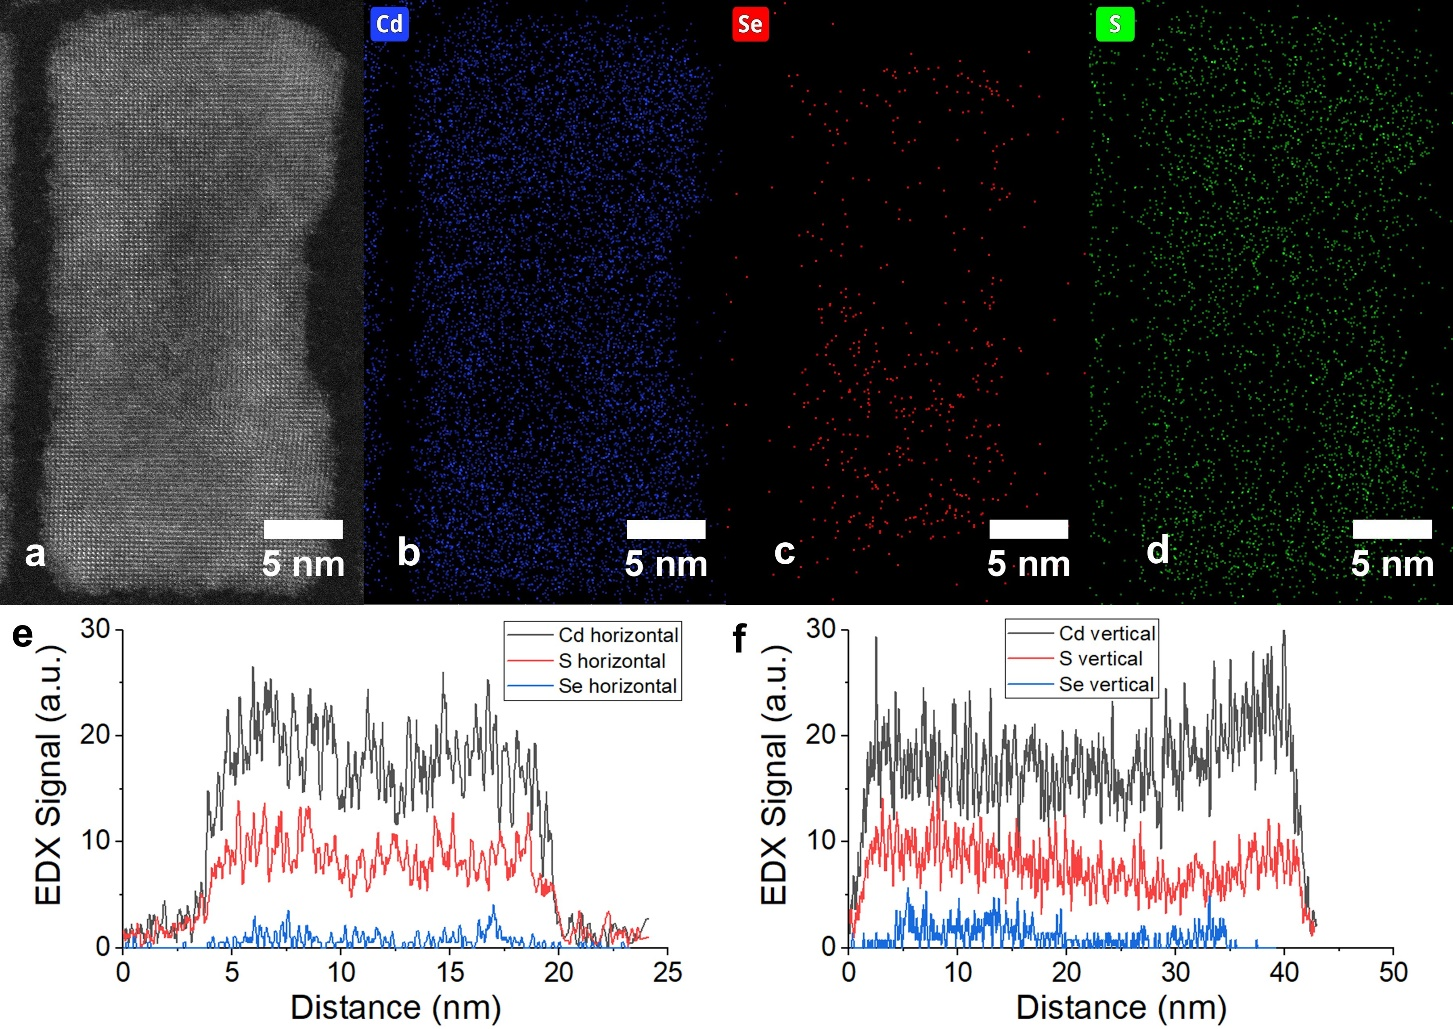 Cd
Se
S
a
5 nm
b
5 nm
c
5 nm
d
5 nm
e
30
20
10
0
EDX Signal (a.u.)
Cd horizontal
S horizontal
Se horizontal
0 5 10 15 20 25
Distance (nm)
f
30
20
10
0
EDX Signal (a.u.)
Cd vertical
S vertical
Se vertical
0 10 20 30 40 50
Distance (nm)